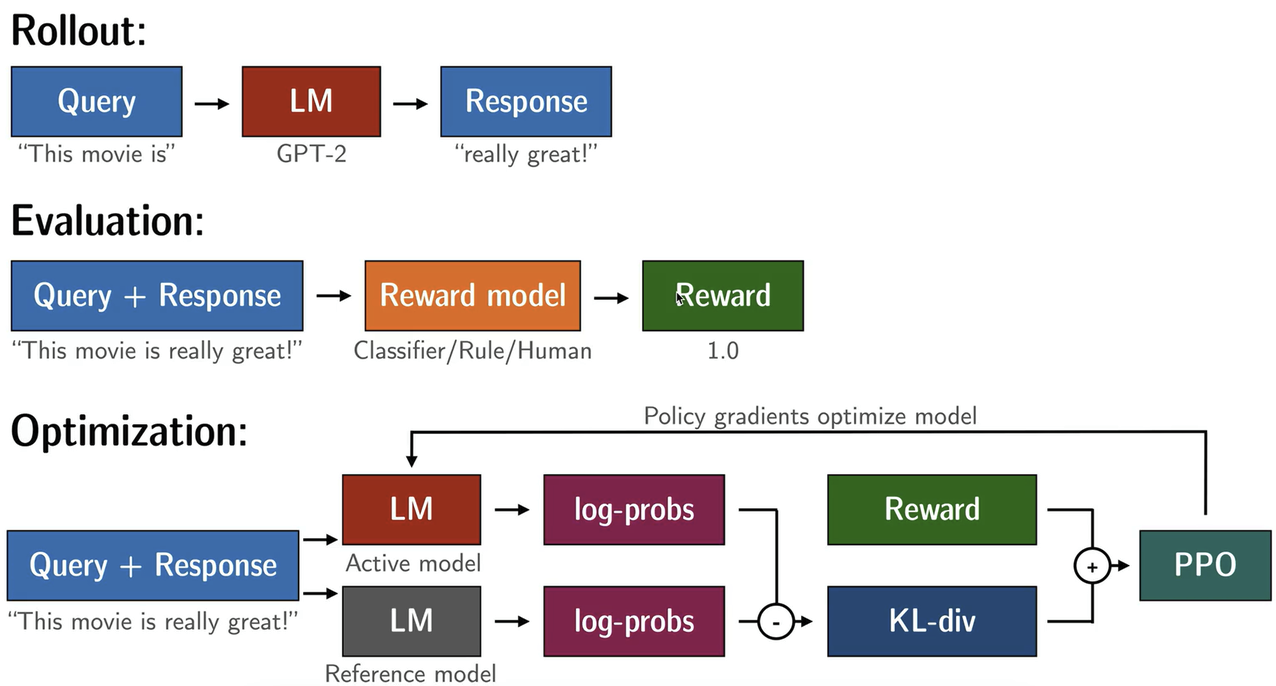 Rollout:
Query → LM → Response
“This movie is” GPT-2 “really great!”
Evaluation:
Query + Response → Reward model → Reward
“This movie is really great!” Classifier/Rule/Human 1.0
Optimization:
Policy gradients optimize model
LM log-probs Reward
Query + Response Active model + PPO
“This movie is really great!” LM log-probs - KL-div
Reference model